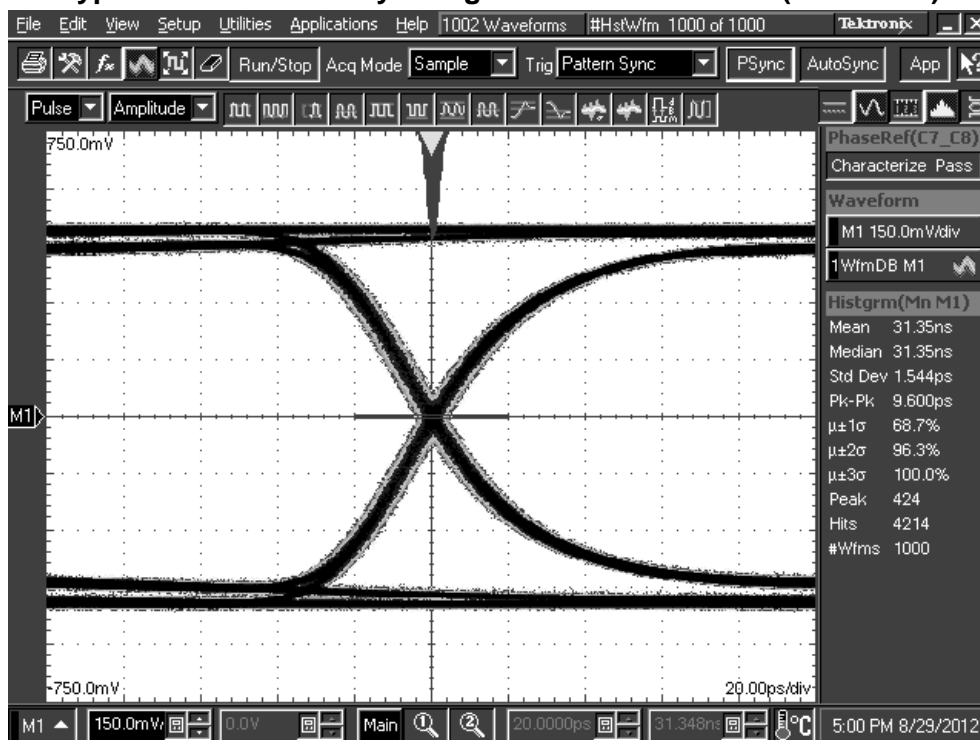 File Edit View Setup Utilities Applications Help 1002 Waveforms #HstWfm 1000 of 1000 Tektronix
Run/Stop Acq Mode Sample Trig Pattern Sync PSync AutoSync App
Pulse Amplitude
750.0mV
PhaseRef(C7_C8)
Characterize Pass
Waveform
M1 150.0mV/div
1WfmDB M1
Histgrm(Mn M1)
Mean 31.35ns
Median 31.35ns
Std Dev 1.544ps
Pk-Pk 9.600ps
µ±1σ 68.7%
µ±2σ 96.3%
µ±3σ 100.0%
Peak 424
Hits 4214
#Wfms 1000
M1
-750.0mV 20.00ps/div
M1 150.0mV/ 0.0V Main 1 2 20.0000ps 31.348ns °C 5:00 PM 8/29/2012